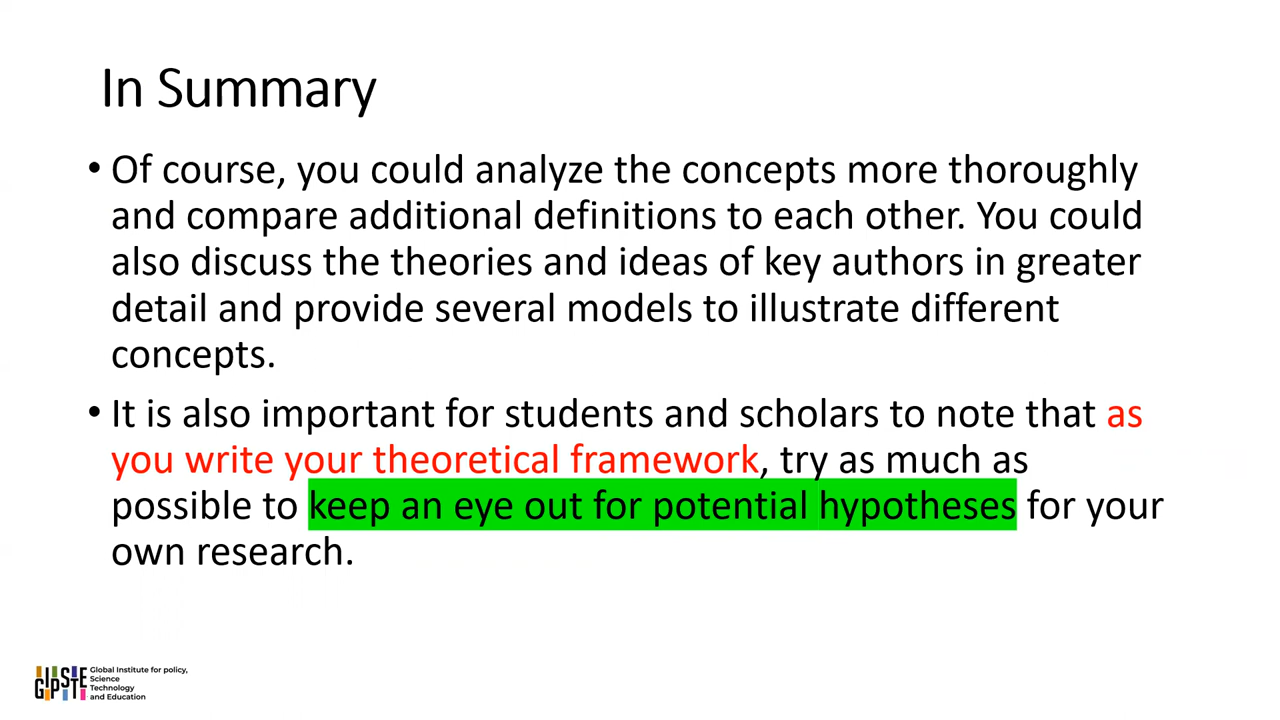 In Summary
• Of course, you could analyze the concepts more thoroughly
and compare additional definitions to each other. You could
also discuss the theories and ideas of key authors in greater
detail and provide several models to illustrate different
concepts.
• It is also important for students and scholars to note that as
you write your theoretical framework, try as much as
possible to keep an eye out for potential hypotheses for your
own research.
GIPSTE
Global Institute for policy,
Science
Technology
and Education